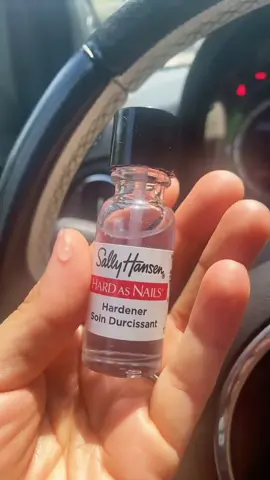 Sally Hansen
HARD AS NAILS
Hardener
Soin Durcissant